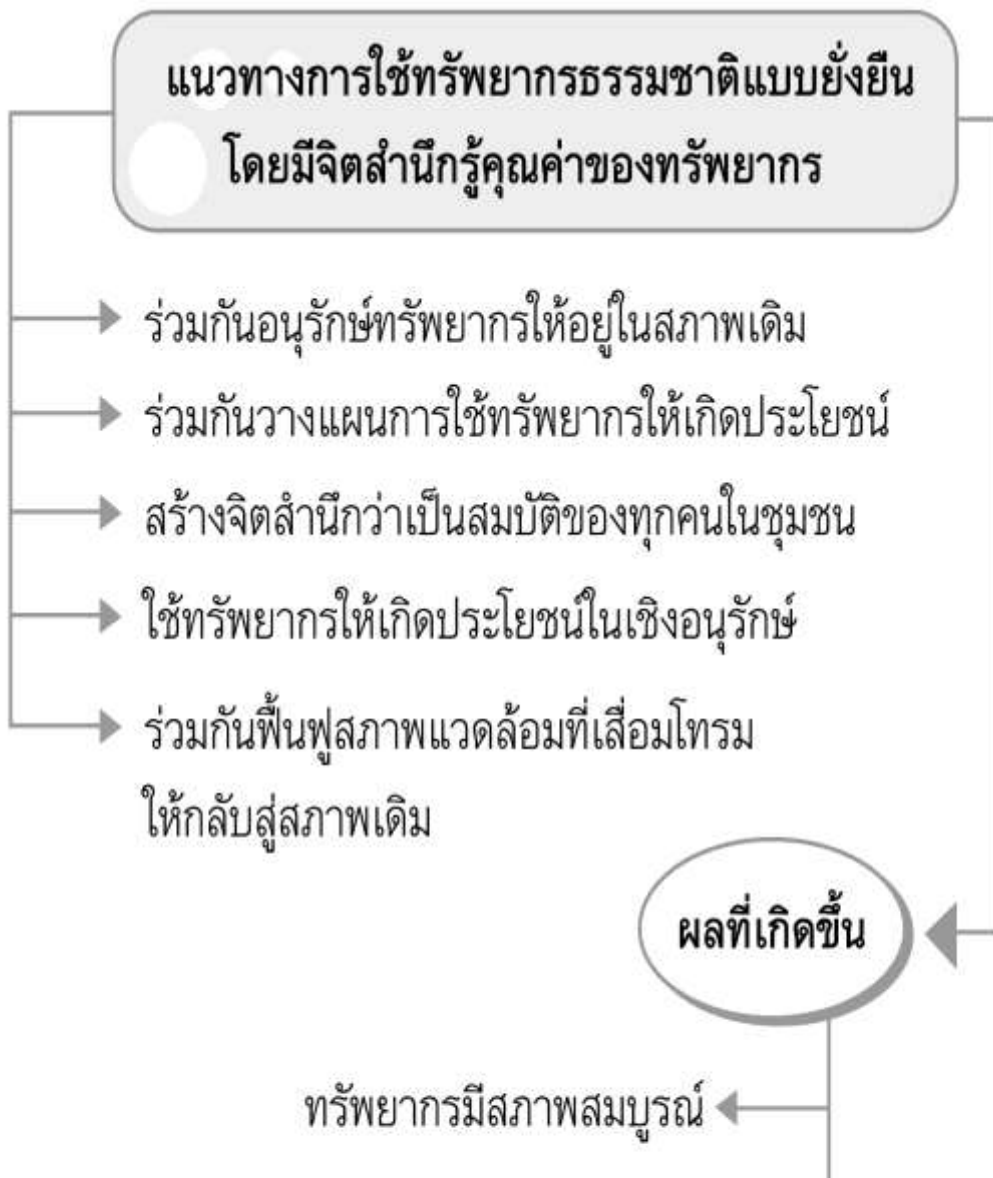 แนวทางการใช้ทรัพยากรธรรมชาติแบบยั่งยืน
โดยมีจิตสำนึกรู้คุณค่าของทรัพยากร
ร่วมกันอนุรักษ์ทรัพยากรให้อยู่ในสภาพเดิม
ร่วมกันวางแผนการใช้ทรัพยากรให้เกิดประโยชน์
สร้างจิตสำนึกว่าเป็นสมบัติของทุกคนในชุมชน
ใช้ทรัพยากรให้เกิดประโยชน์ในเชิงอนุรักษ์
ร่วมกันฟื้นฟูสภาพแวดล้อมที่เสื่อมโทรม
ให้กลับสู่สภาพเดิม
ผลที่เกิดขึ้น
ทรัพยากรมีสภาพสมบูรณ์